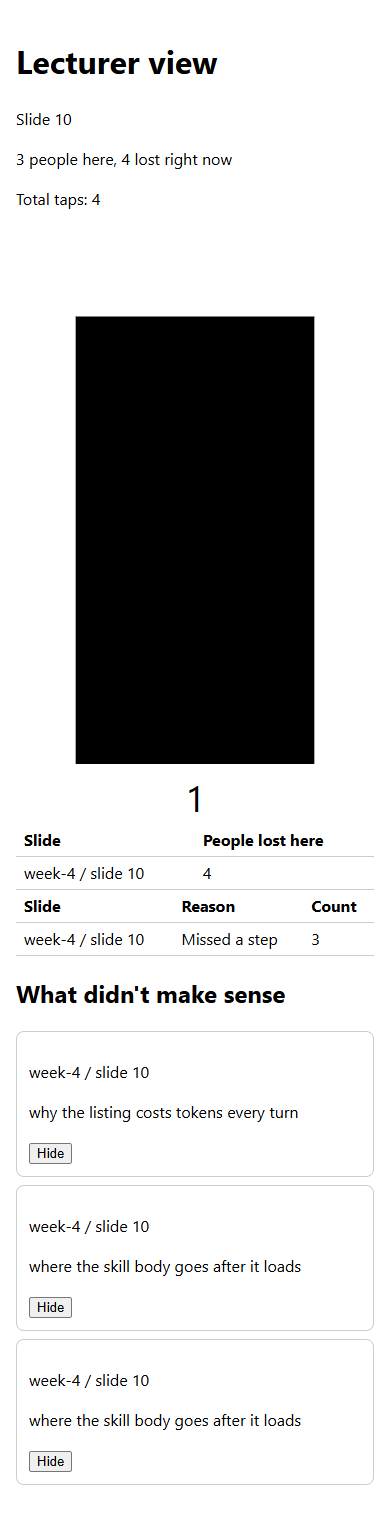 Lecturer view
Slide 10
3 people here, 4 lost right now
Total taps: 4
1
Slide People lost here
week-4 / slide 10 4
Slide Reason Count
week-4 / slide 10 Missed a step 3
What didn't make sense
week-4 / slide 10
why the listing costs tokens every turn
Hide
week-4 / slide 10
where the skill body goes after it loads
Hide
week-4 / slide 10
where the skill body goes after it loads
Hide